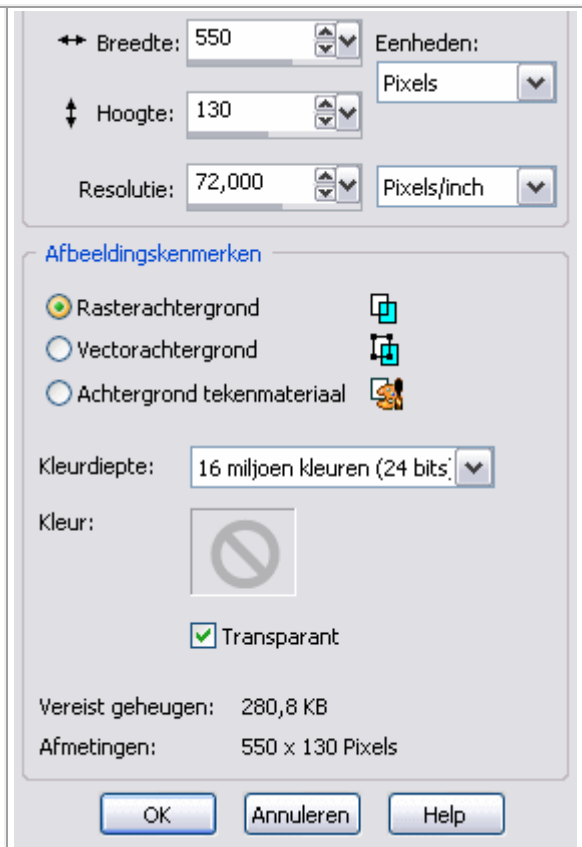 Breedte: 550 Eenheden:
Pixels
Hoogte: 130
Resolutie: 72,000 Pixels/inch
Afbeeldingskenmerken
Rasterachtergrond
Vectorachtergrond
Achtergrond tekenmateriaal
Kleurdiepte: 16 miljoen kleuren (24 bits)
Kleur:
Transparant
Vereist geheugen: 280,8 KB
Afmetingen: 550 x 130 Pixels
OK Annuleren Help